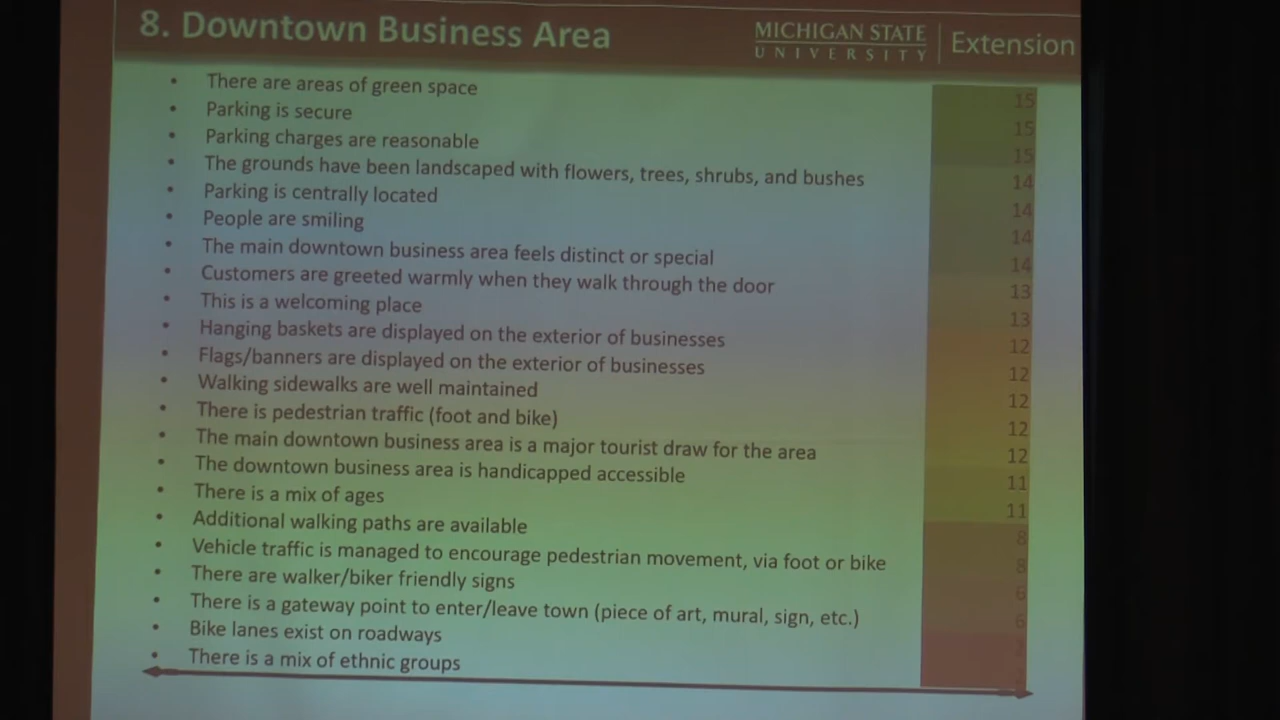 8. Downtown Business Area
MICHIGAN STATE
UNIVERSITY
Extension
• There are areas of green space 15
• Parking is secure 15
• Parking charges are reasonable 15
• The grounds have been landscaped with flowers, trees, shrubs, and bushes 14
• Parking is centrally located 14
• People are smiling 14
• The main downtown business area feels distinct or special 14
• Customers are greeted warmly when they walk through the door 13
• This is a welcoming place 13
• Hanging baskets are displayed on the exterior of businesses 12
• Flags/banners are displayed on the exterior of businesses 12
• Walking sidewalks are well maintained 12
• There is pedestrian traffic (foot and bike) 12
• The main downtown business area is a major tourist draw for the area 12
• The downtown business area is handicapped accessible 11
• There is a mix of ages 11
• Additional walking paths are available 8
• Vehicle traffic is managed to encourage pedestrian movement, via foot or bike 8
• There are walker/biker friendly signs 6
• There is a gateway point to enter/leave town (piece of art, mural, sign, etc.) 6
• Bike lanes exist on roadways
• There is a mix of ethnic groups